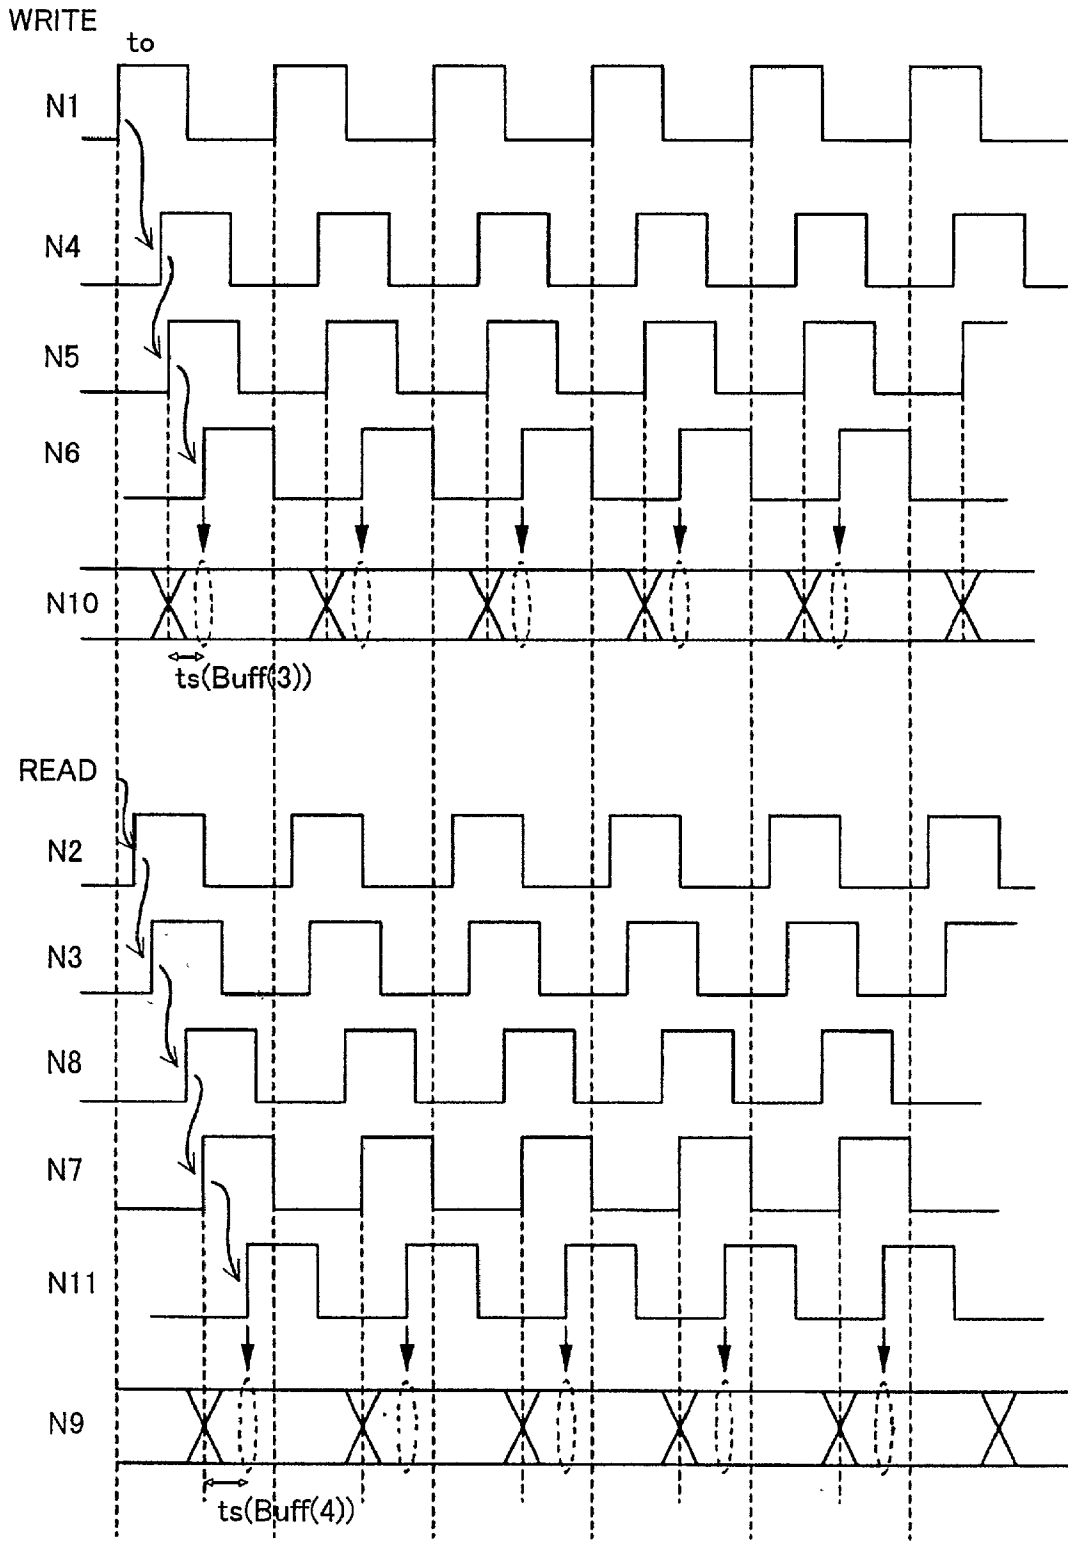 WRITE
to
N1
N4
N5
N6
N10
ts(Buff(3))
READ
N2
N3
N8
N7
N11
N9
ts(Buff(4))